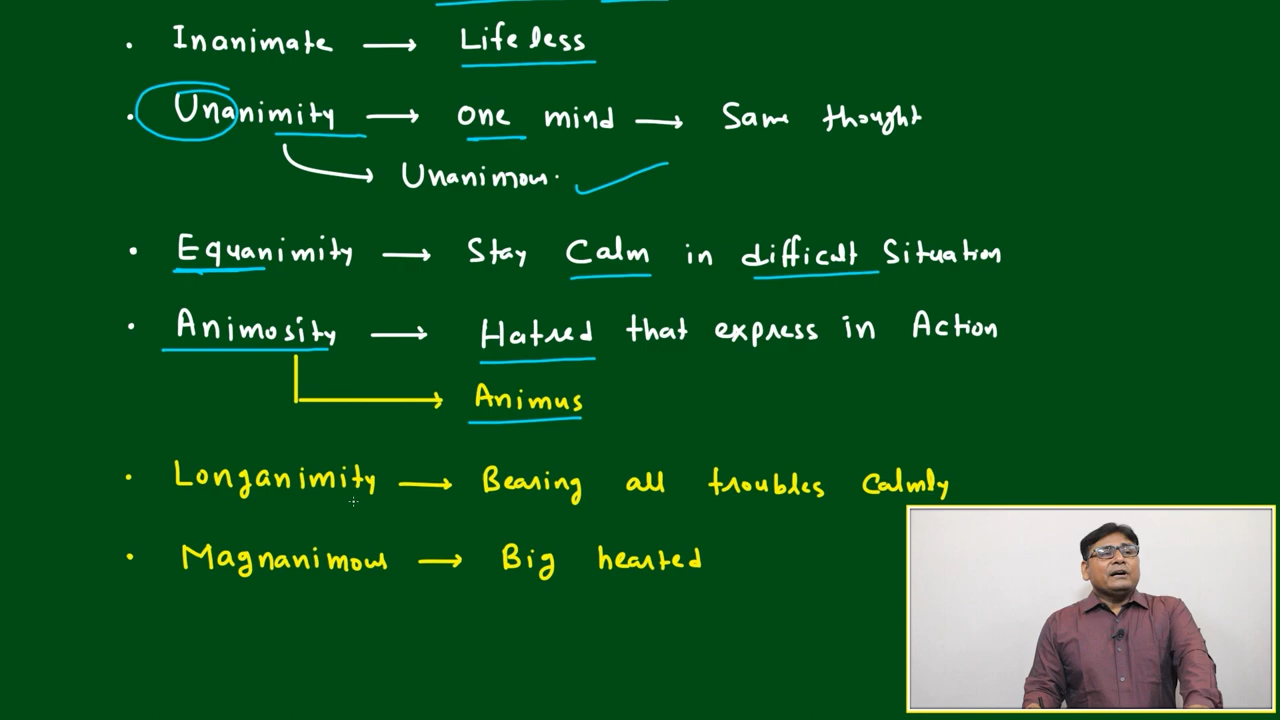 • Inanimate → Lifeless
• Unanimity → one mind → Same thought
Unanimous.
• Equanimity → Stay Calm in difficult Situation
• Animosity → Hatred that express in Action
Animus
• Longanimity → Bearing all troubles Calmly
• Magnanimous → Big hearted